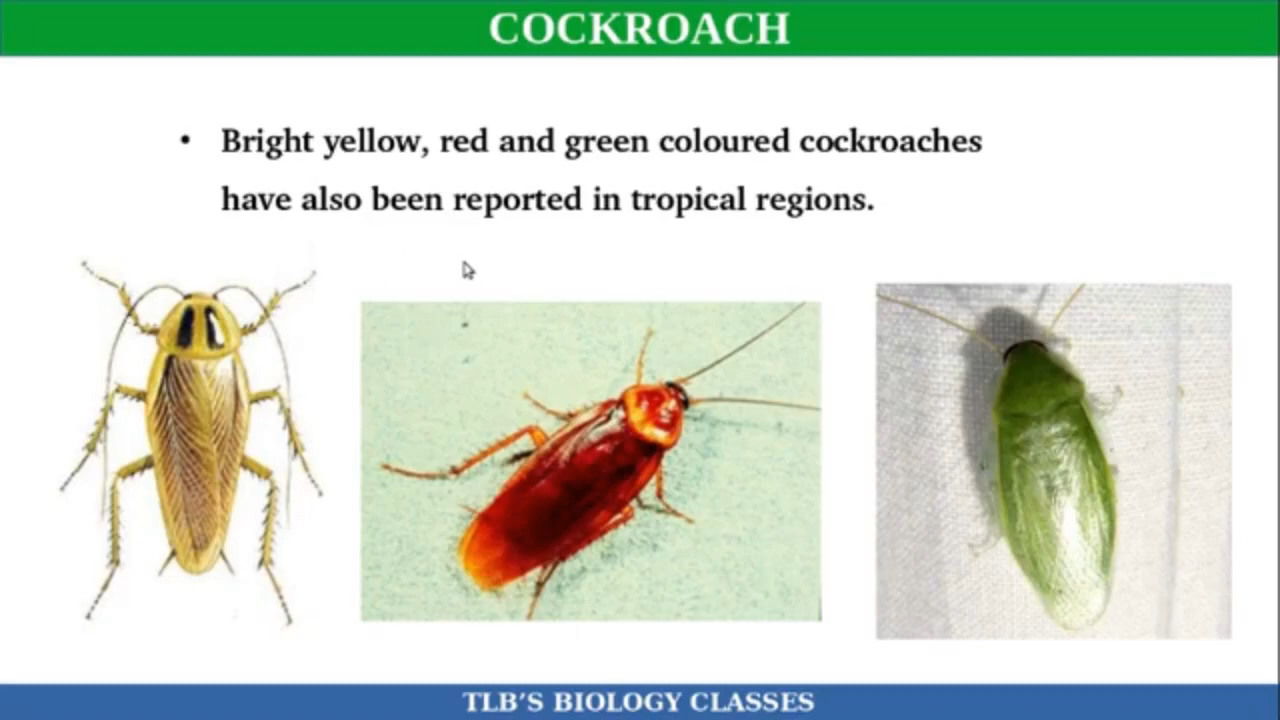 COCKROACH
• Bright yellow, red and green coloured cockroaches
have also been reported in tropical regions.
TLB'S BIOLOGY CLASSES